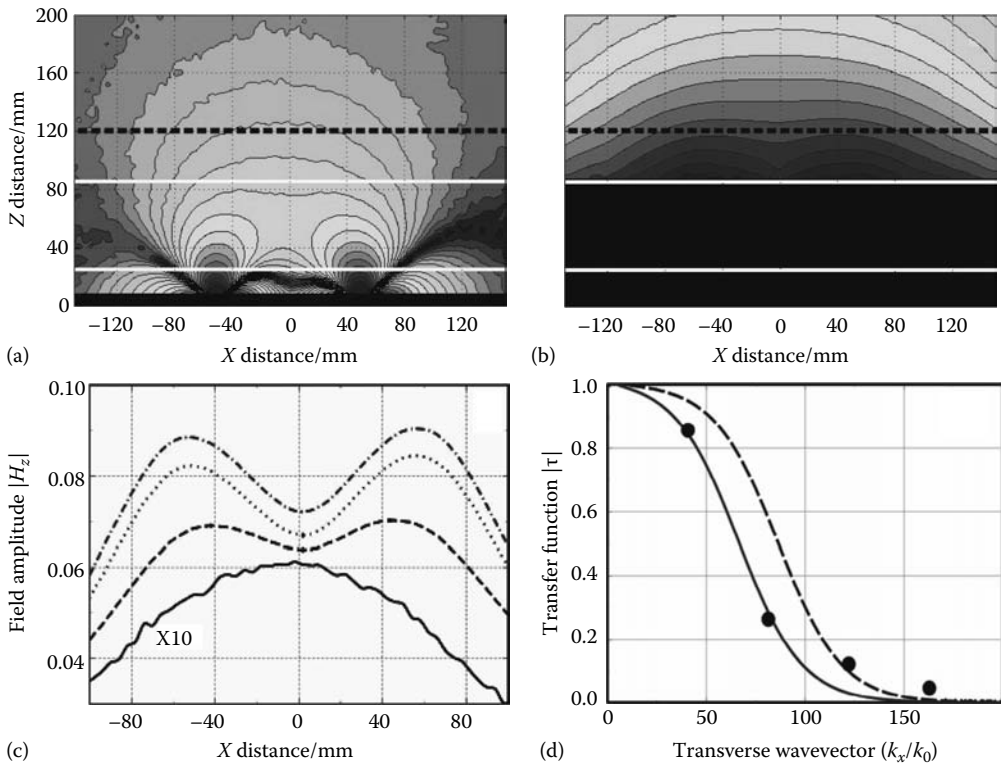 200
160
120
80
40
0
Z distance/mm
−120 −80 −40 0 40 80 120
(a) X distance/mm
−120 −80 −40 0 40 80 120
(b) X distance/mm
0.10
0.08
0.06
0.04
Field amplitude |Hz|
X10
−80 −40 0 40 80
(c) X distance/mm
1.0
0.8
0.6
0.4
0.2
0.0
Transfer function |τ|
0 50 100 150
(d) Transverse wavevector (kx/k0)